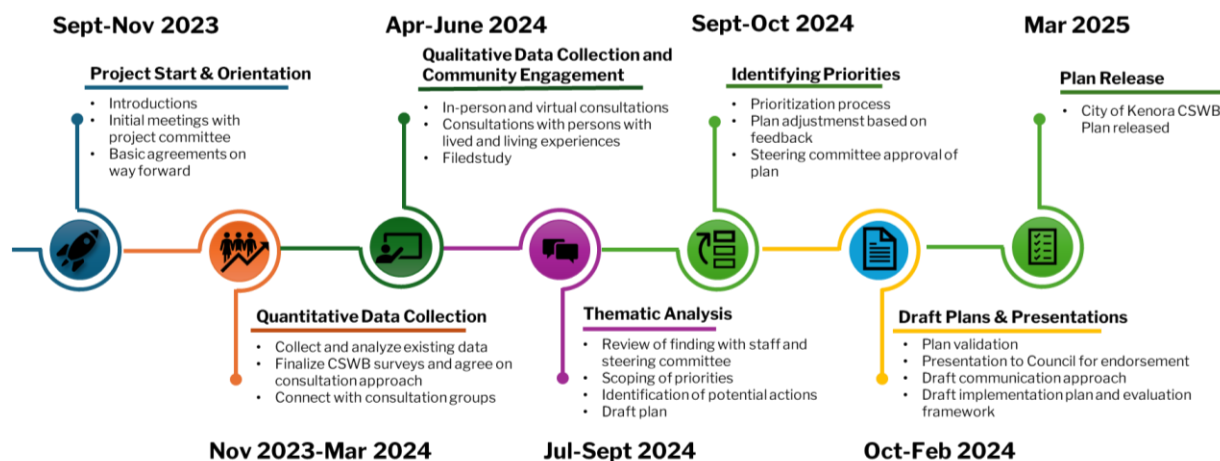 Sept-Nov 2023
Project Start & Orientation
• Introductions
• Initial meetings with
project committee
• Basic agreements on
way forward
Nov 2023-Mar 2024
Quantitative Data Collection
• Collect and analyze existing data
• Finalize CSWB surveys and agree on
consultation approach
• Connect with consultation groups
Apr-June 2024
Qualitative Data Collection and
Community Engagement
• In-person and virtual consultations
• Consultations with persons with
lived and living experiences
• Filedstudy
Jul-Sept 2024
Thematic Analysis
• Review of finding with staff and
steering committee
• Scoping of priorities
• Identification of potential actions
• Draft plan
Sept-Oct 2024
Identifying Priorities
• Prioritization process
• Plan adjustmenst based on
feedback
• Steering committee approval of
plan
Oct-Feb 2024
Draft Plans & Presentations
• Plan validation
• Presentation to Council for endorsement
• Draft communication approach
• Draft implementation plan and evaluation
framework
Mar 2025
Plan Release
• City of Kenora CSWB
Plan released